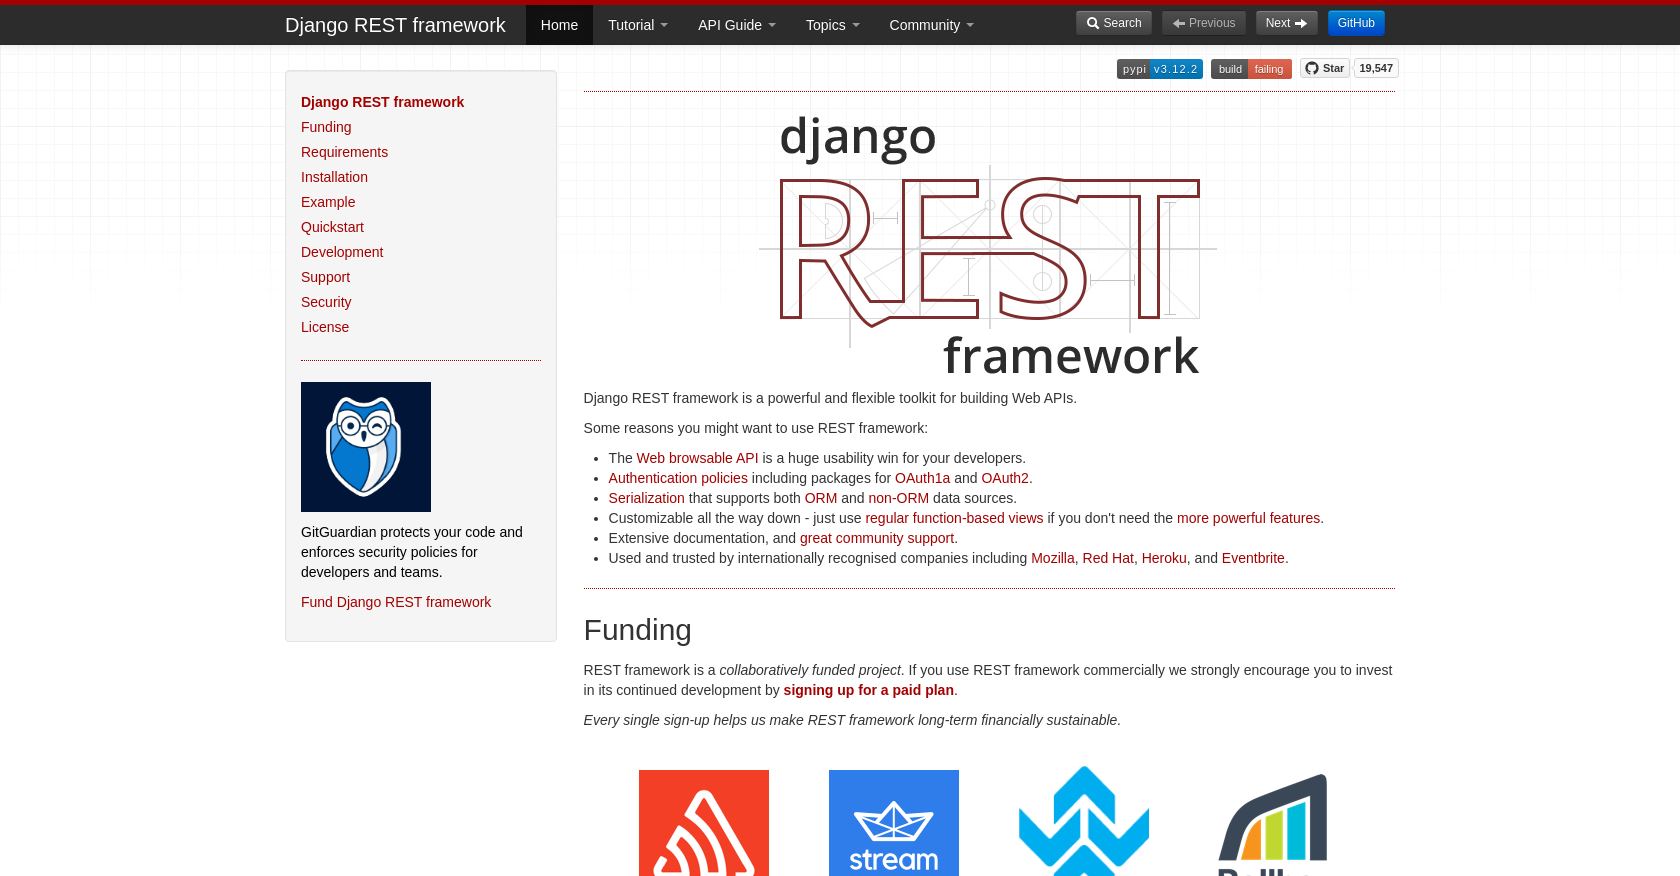 Django REST framework Home Tutorial API Guide Topics Community Search Previous Next GitHub
pypi v3.12.2 build failing Star 19,547
Django REST framework
Funding
Requirements
Installation
Example
Quickstart
Development
Support
Security
License
GitGuardian protects your code and
enforces security policies for
developers and teams.
Fund Django REST framework
django
REST
framework
Django REST framework is a powerful and flexible toolkit for building Web APIs.
Some reasons you might want to use REST framework:
The Web browsable API is a huge usability win for your developers.
Authentication policies including packages for OAuth1a and OAuth2.
Serialization that supports both ORM and non-ORM data sources.
Customizable all the way down - just use regular function-based views if you don't need the more powerful features.
Extensive documentation, and great community support.
Used and trusted by internationally recognised companies including Mozilla, Red Hat, Heroku, and Eventbrite.
Funding
REST framework is a collaboratively funded project. If you use REST framework commercially we strongly encourage you to invest
in its continued development by signing up for a paid plan.
Every single sign-up helps us make REST framework long-term financially sustainable.
stream